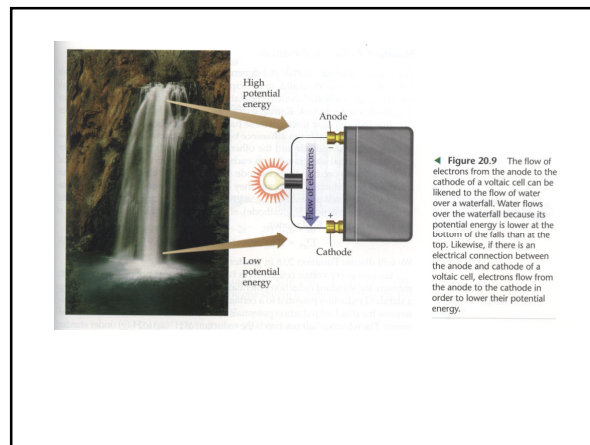 High
potential
energy
Anode
−
Flow of electrons
+
Cathode
Low
potential
energy
◀ Figure 20.9 The flow of
electrons from the anode to the
cathode of a voltaic cell can be
likened to the flow of water
over a waterfall. Water flows
over the waterfall because its
potential energy is lower at the
bottom of the falls than at the
top. Likewise, if there is an
electrical connection between
the anode and cathode of a
voltaic cell, electrons flow from
the anode to the cathode in
order to lower their potential
energy.